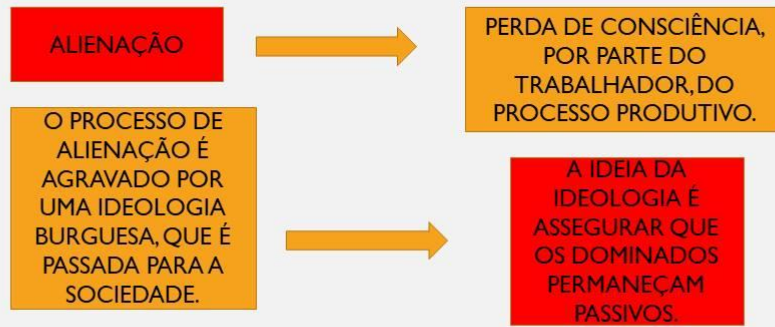 ALIENAÇÃO
PERDA DE CONSCIÊNCIA,
POR PARTE DO
TRABALHADOR, DO
PROCESSO PRODUTIVO.
O PROCESSO DE
ALIENAÇÃO É
AGRAVADO POR
UMA IDEOLOGIA
BURGUESA, QUE É
PASSADA PARA A
SOCIEDADE.
A IDEIA DA
IDEOLOGIA É
ASSEGURAR QUE
OS DOMINADOS
PERMANEÇAM
PASSIVOS.